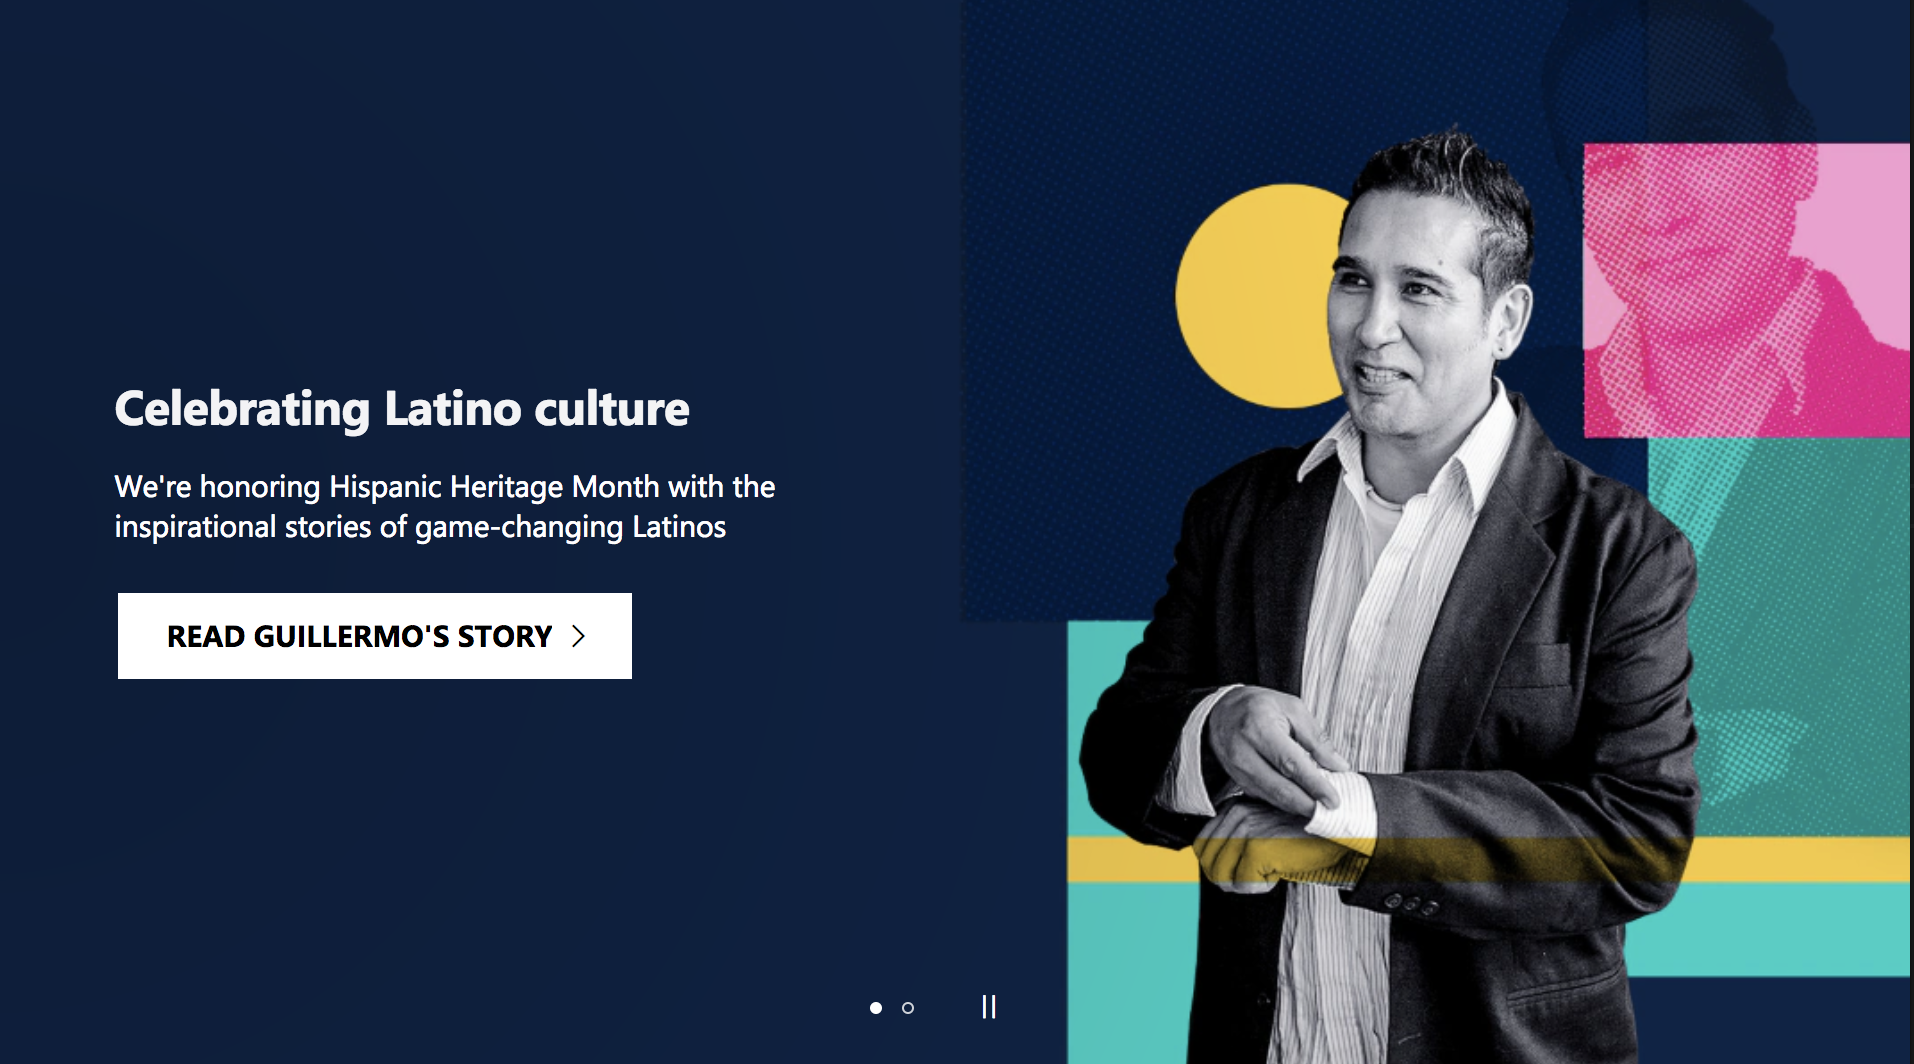 Celebrating Latino culture
We're honoring Hispanic Heritage Month with the
inspirational stories of game-changing Latinos
READ GUILLERMO'S STORY